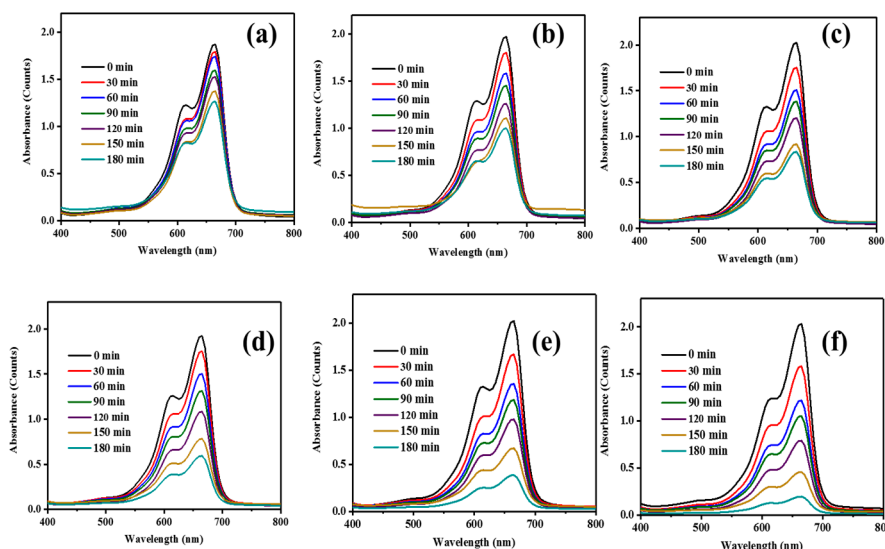 (a)
2.0
1.5
1.0
0.5
0.0
Absorbance (Counts)
0 min
30 min
60 min
90 min
120 min
150 min
180 min
400 500 600 700 800
Wavelength (nm)
(b)
2.0
1.5
1.0
0.5
0.0
Absorbance (Counts)
0 min
30 min
60 min
90 min
120 min
150 min
180 min
400 500 600 700 800
Wavelength (nm)
(c)
2.0
1.5
1.0
0.5
0.0
Absorbance (Counts)
0 min
30 min
60 min
90 min
120 min
150 min
180 min
400 500 600 700 800
Wavelength (nm)
(d)
2.0
1.5
1.0
0.5
0.0
Absorbance (Counts)
0 min
30 min
60 min
90 min
120 min
150 min
180 min
400 500 600 700 800
Wavelength (nm)
(e)
2.0
1.5
1.0
0.5
0.0
Absorbance (Counts)
0 min
30 min
60 min
90 min
120 min
150 min
180 min
400 500 600 700 800
Wavelength (nm)
(f)
2.0
1.5
1.0
0.5
0.0
Absorbance (Counts)
0 min
30 min
60 min
90 min
120 min
150 min
180 min
400 500 600 700 800
Wavelength (nm)